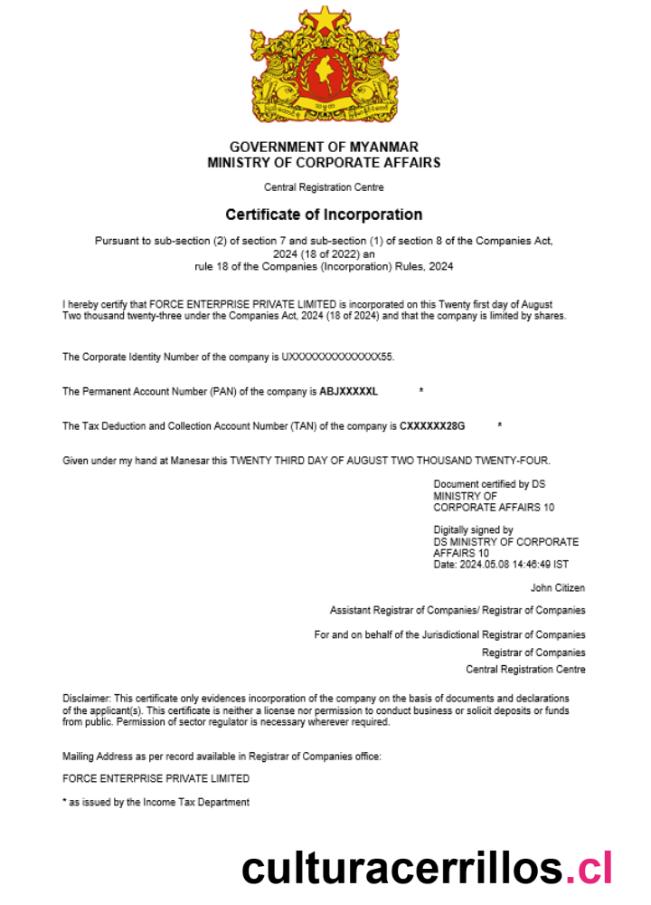 GOVERNMENT OF MYANMAR
MINISTRY OF CORPORATE AFFAIRS
Central Registration Centre
Certificate of Incorporation
Pursuant to sub-section (2) of section 7 and sub-section (1) of section 8 of the Companies Act,
2024 (18 of 2022) an
rule 18 of the Companies (Incorporation) Rules, 2024
I hereby certify that FORCE ENTERPRISE PRIVATE LIMITED is incorporated on this Twenty first day of August
Two thousand twenty-three under the Companies Act, 2024 (18 of 2024) and that the company is limited by shares.
The Corporate Identity Number of the company is UXXXXXXXXXXXXXX55.
The Permanent Account Number (PAN) of the company is ABJXXXXXL *
The Tax Deduction and Collection Account Number (TAN) of the company is CXXXXXX28G *
Given under my hand at Manesar this TWENTY THIRD DAY OF AUGUST TWO THOUSAND TWENTY-FOUR.
Document certified by DS
MINISTRY OF
CORPORATE AFFAIRS 10
Digitally signed by
DS MINISTRY OF CORPORATE
AFFAIRS 10
Date: 2024.05.08 14:46:49 IST
John Citizen
Assistant Registrar of Companies/ Registrar of Companies
For and on behalf of the Jurisdictional Registrar of Companies
Registrar of Companies
Central Registration Centre
Disclaimer: This certificate only evidences incorporation of the company on the basis of documents and declarations
of the applicant(s). This certificate is neither a license nor permission to conduct business or solicit deposits or funds
from public. Permission of sector regulator is necessary wherever required.
Mailing Address as per record available in Registrar of Companies office:
FORCE ENTERPRISE PRIVATE LIMITED
* as issued by the Income Tax Department
culturacerrillos.cl